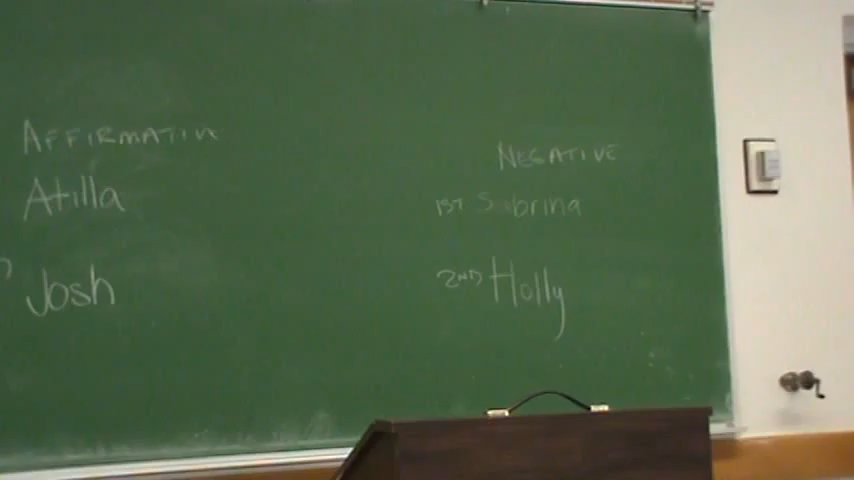 AFFIRMATIV
Atilla
Josh
NEGATIVE
1ST Sabrina
2ND Holly